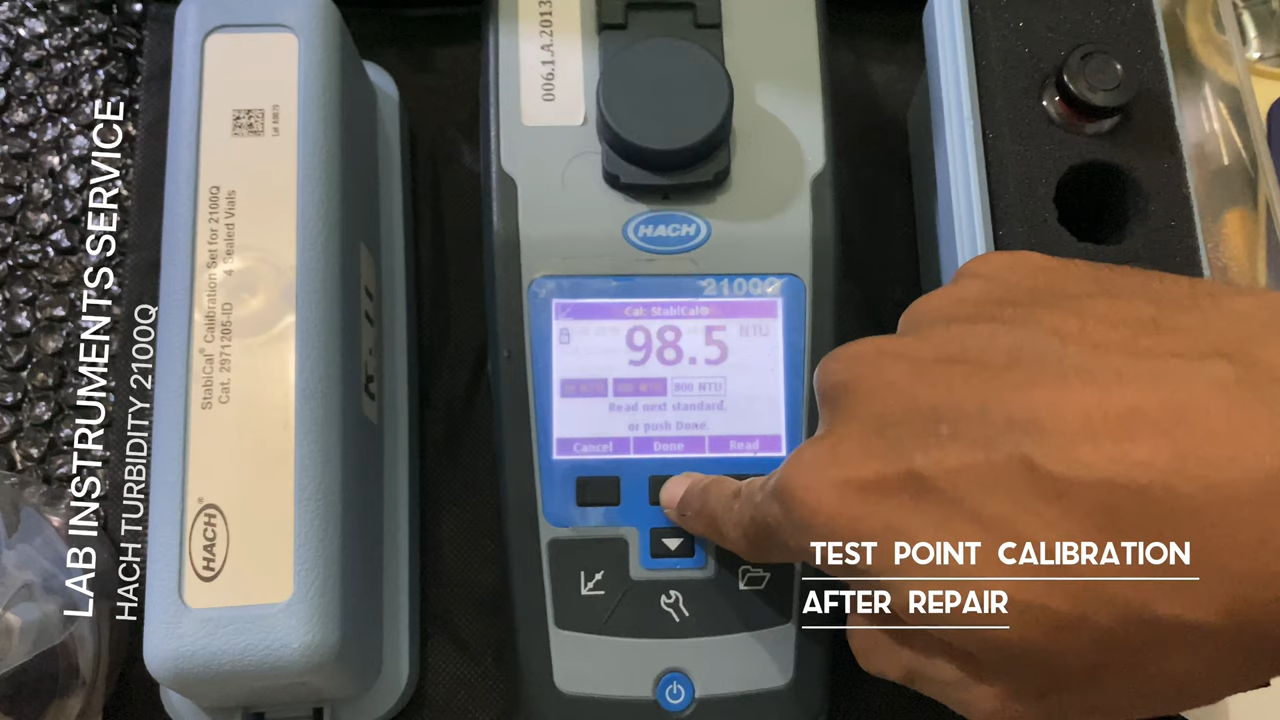 LAB INSTRUMENTS SERVICE
HACH TURBIDITY 2100Q
StablCal® Calibration Set for 2100Q
Cat. 2971205-ID 4 Sealed Vials
HACH®
K-11
006.1.A.2013
HACH
2100Q
Cal: StablCal®
98.5 NTU
800 NTU
Read next standard.
or push Done.
Cancel Done Read
TEST POINT CALIBRATION
AFTER REPAIR